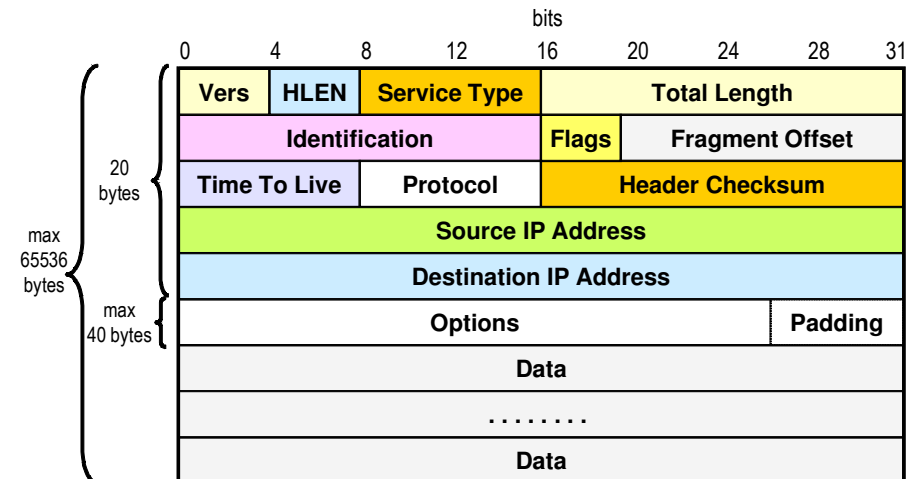 bits
0 4 8 12 16 20 24 28 31
Vers HLEN Service Type Total Length
Identification Flags Fragment Offset
20
bytes
Time To Live Protocol Header Checksum
max
65536
bytes
Source IP Address
Destination IP Address
max
40 bytes
Options Padding
Data
. . . . . . . .
Data